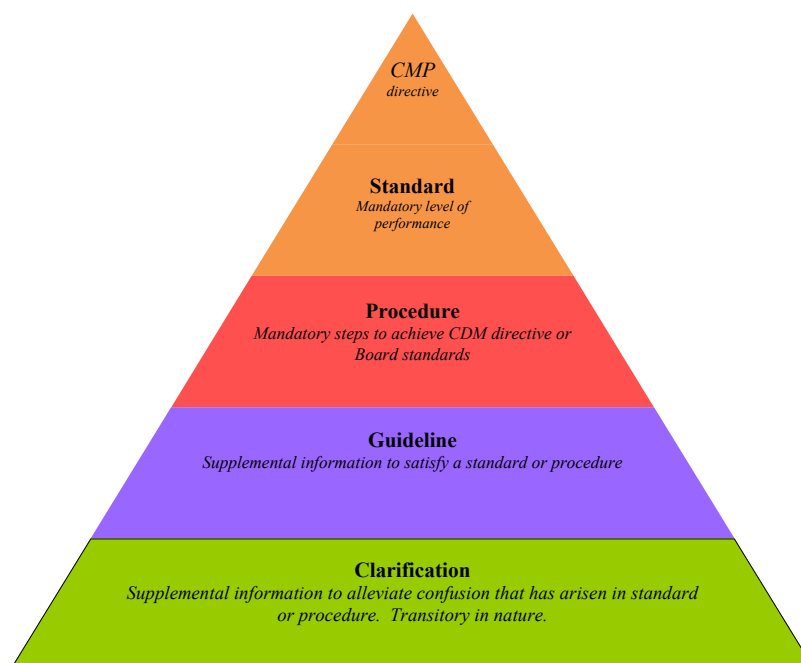 CMP
directive
Standard
Mandatory level of
performance
Procedure
Mandatory steps to achieve CDM directive or
Board standards
Guideline
Supplemental information to satisfy a standard or procedure
Clarification
Supplemental information to alleviate confusion that has arisen in standard
or procedure.  Transitory in nature.